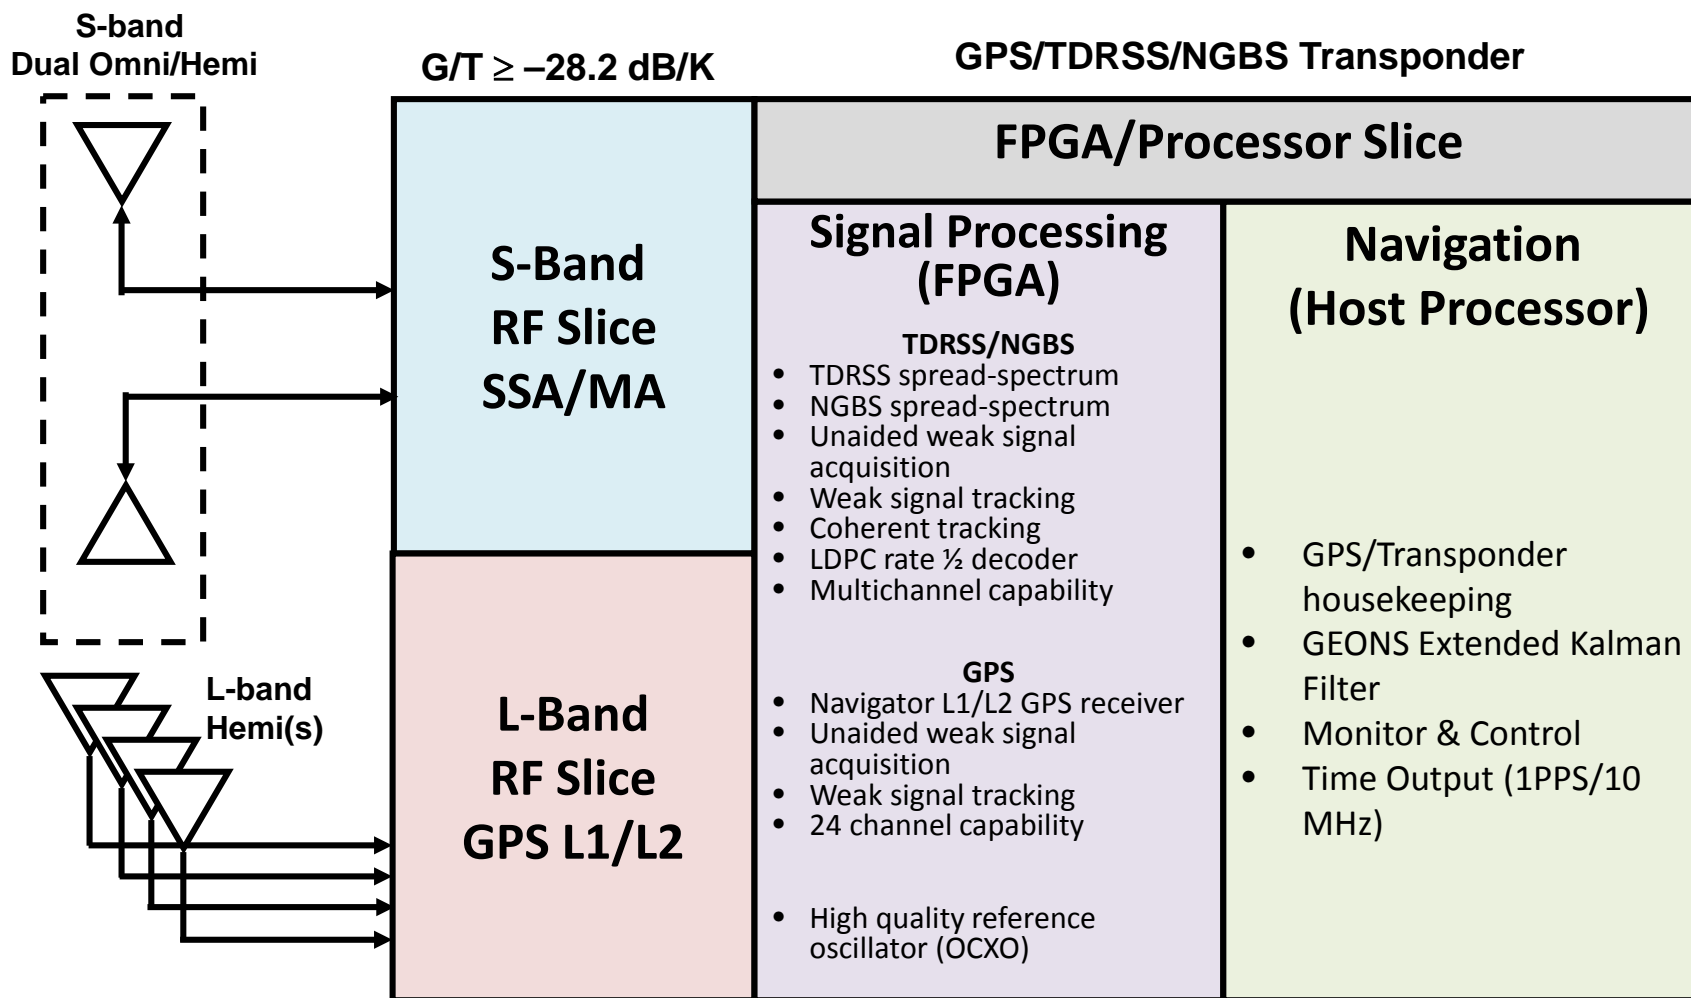 S-band
Dual Omni/Hemi
G/T ≥ –28.2 dB/K
GPS/TDRSS/NGBS Transponder
FPGA/Processor Slice
S-Band
RF Slice
SSA/MA
L-band
Hemi(s)
L-Band
RF Slice
GPS L1/L2
Signal Processing
(FPGA)
TDRSS/NGBS
• TDRSS spread-spectrum
• NGBS spread-spectrum
• Unaided weak signal
acquisition
• Weak signal tracking
• Coherent tracking
• LDPC rate ½ decoder
• Multichannel capability
GPS
• Navigator L1/L2 GPS receiver
• Unaided weak signal
acquisition
• Weak signal tracking
• 24 channel capability
• High quality reference
oscillator (OCXO)
Navigation
(Host Processor)
• GPS/Transponder
housekeeping
• GEONS Extended Kalman
Filter
• Monitor & Control
• Time Output (1PPS/10
MHz)